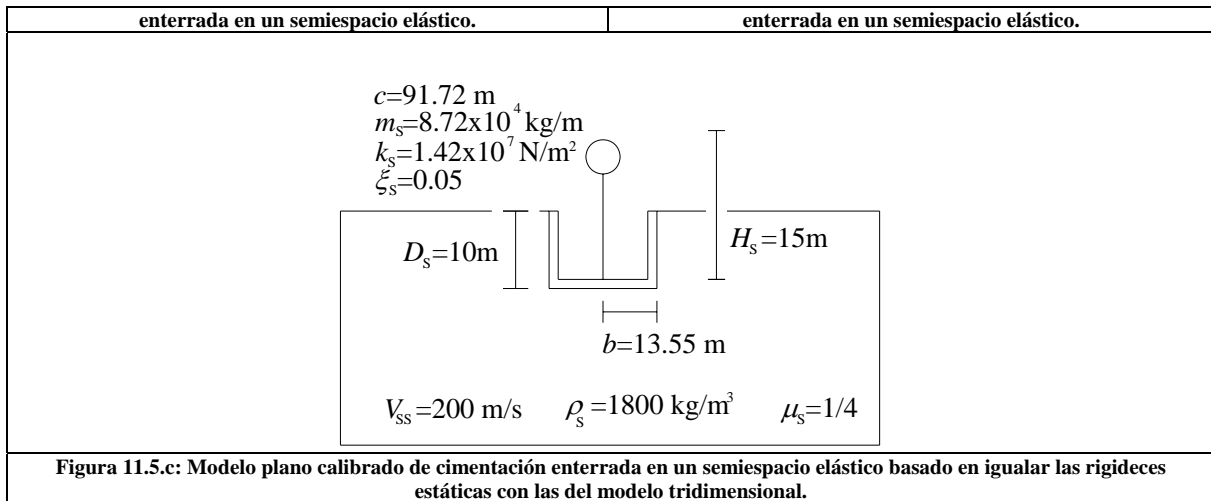 enterrada en un semiespacio elástico.
enterrada en un semiespacio elástico.
c=91.72 m
mₛ=8.72x10⁴ kg/m
kₛ=1.42x10⁷ N/m²
ξₛ=0.05
Dₛ=10m
Hₛ=15m
b=13.55 m
Vₛₛ=200 m/s ρₛ=1800 kg/m³ μₛ=1/4
Figura 11.5.c: Modelo plano calibrado de cimentación enterrada en un semiespacio elástico basado en igualar las rigideces
estáticas con las del modelo tridimensional.